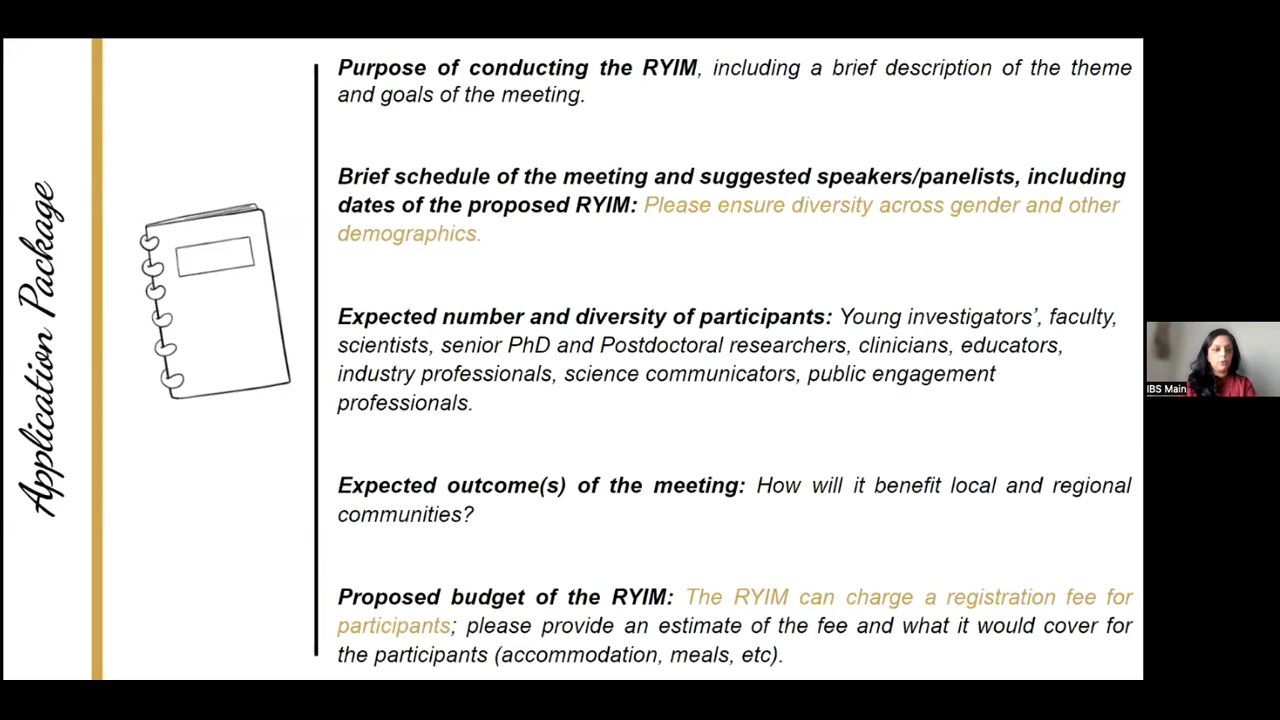 Application Package
Purpose of conducting the RYIM, including a brief description of the theme
and goals of the meeting.
Brief schedule of the meeting and suggested speakers/panelists, including
dates of the proposed RYIM: Please ensure diversity across gender and other
demographics.
Expected number and diversity of participants: Young investigators’, faculty,
scientists, senior PhD and Postdoctoral researchers, clinicians, educators,
industry professionals, science communicators, public engagement
professionals.
Expected outcome(s) of the meeting: How will it benefit local and regional
communities?
Proposed budget of the RYIM: The RYIM can charge a registration fee for
participants; please provide an estimate of the fee and what it would cover for
the participants (accommodation, meals, etc).
IBS Main